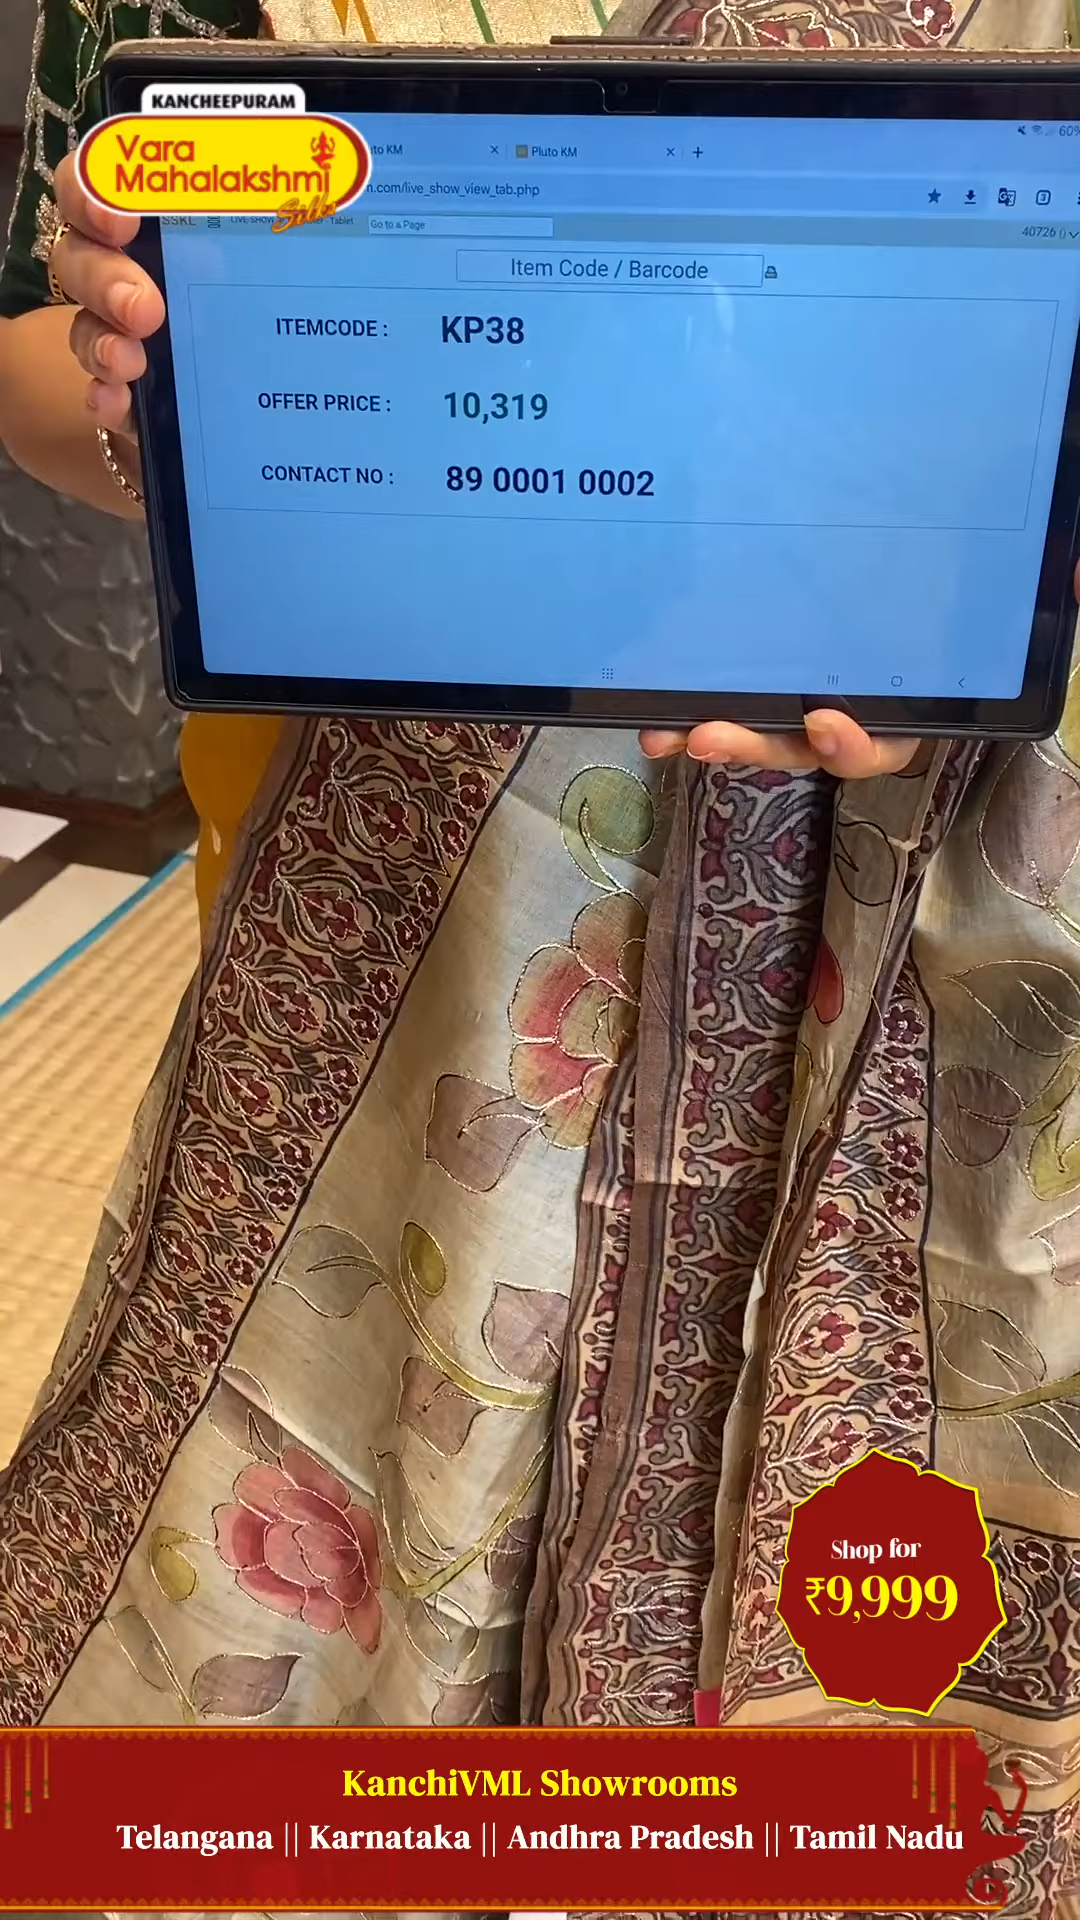 KANCHEEPURAM
Vara
Mahalakshmi
Silks
to KM
Pluto KM
60%
n.com/live_show_view_tab.php
SSKL
Tablet
Go to a Page
40726 ()
Item Code / Barcode
ITEMCODE :
KP38
OFFER PRICE :
10,319
CONTACT NO :
89 0001 0002
Shop for
₹9,999
KanchiVML Showrooms
Telangana || Karnataka || Andhra Pradesh || Tamil Nadu